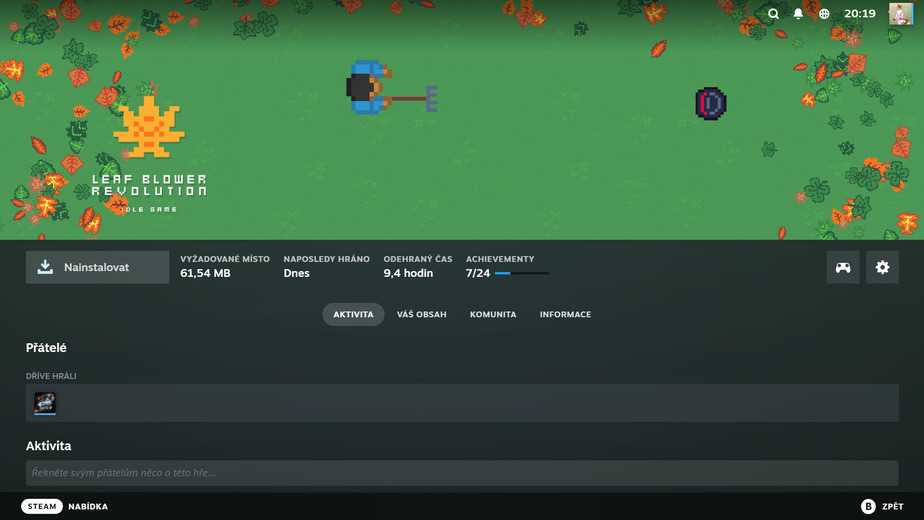 20:19
LEAF BLOWER
REVOLUTION
IDLE GAME
Nainstalovat
VYŽADOVANÉ MÍSTO
61,54 MB
NAPOSLEDY HRÁNO
Dnes
ODEHRANÝ ČAS
9,4 hodin
ACHIEVEMENTY
7/24
AKTIVITA
VÁŠ OBSAH
KOMUNITA
INFORMACE
Přátelé
DŘÍVE HRÁLI
Aktivita
Řekněte svým přátelům něco o této hře...
STEAM NABÍDKA
B ZPĚT